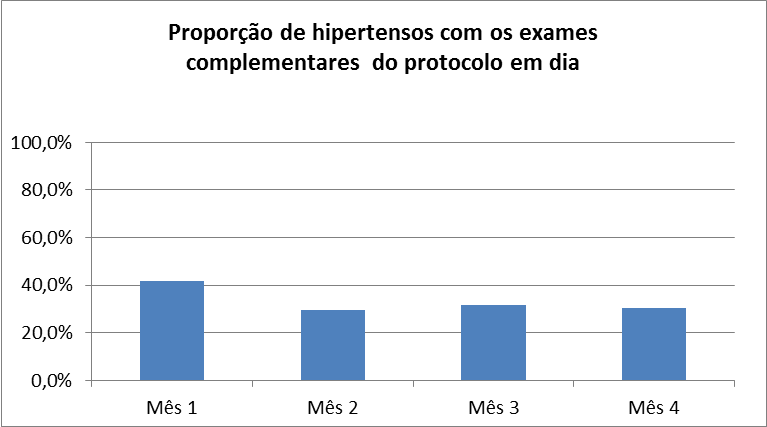 Proporção de hipertensos com os exames
complementares  do protocolo em dia
100,0%
80,0%
60,0%
40,0%
20,0%
0,0%
Mês 1
Mês 2
Mês 3
Mês 4